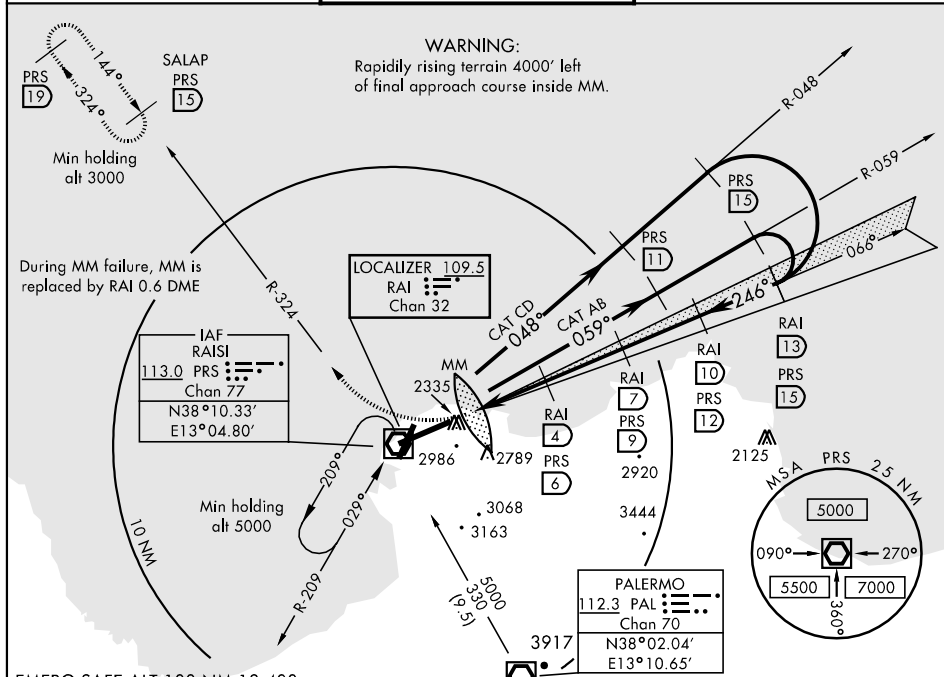 WARNING:
Rapidly rising terrain 4000' left
of final approach course inside MM.
PRS
19
144°
324°
SALAP
PRS
15
Min holding
alt 3000
R-048
R-059
PRS
15
PRS
11
066°
246°
During MM failure, MM is
replaced by RAI 0.6 DME
R-324
LOCALIZER 109.5
RAI
Chan 32
CAT CD
048°
CAT AB
059°
IAF
RAISI
113.0 PRS
Chan 77
N38°10.33'
E13°04.80'
MM
2335
RAI
13
PRS
15
RAI
10
PRS
12
RAI
7
PRS
9
RAI
4
PRS
6
2986
2789
2920
2125
209°
029°
Min holding
alt 5000
3068
3163
3444
10 NM
R-209
5000
330
(9.5)
MSA PRS 25 NM
5000
090°
270°
5500
7000
360°
PALERMO
112.3 PAL
Chan 70
N38°02.04'
E13°10.65'
3917